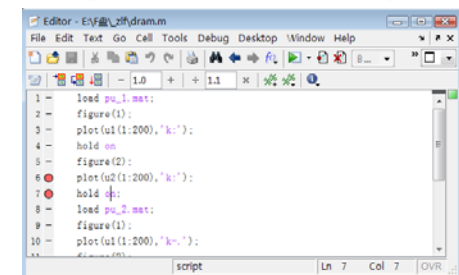 Editor - E:\F盘\_zlf\dram.m
File Edit Text Go Cell Tools Debug Desktop Window Help
- 1.0 + ÷ 1.1 ×
1 - load pu_1.mat;
2 - figure(1);
3 - plot(u1(1:200),'k:');
4 - hold on
5 - figure(2);
6 plot(u2(1:200),'k:');
7 hold on;
8 - load pu_2.mat;
9 - figure(1);
10 - plot(u1(1:200),'k-.');
11 figure(2)
script Ln 7 Col 7 OVR